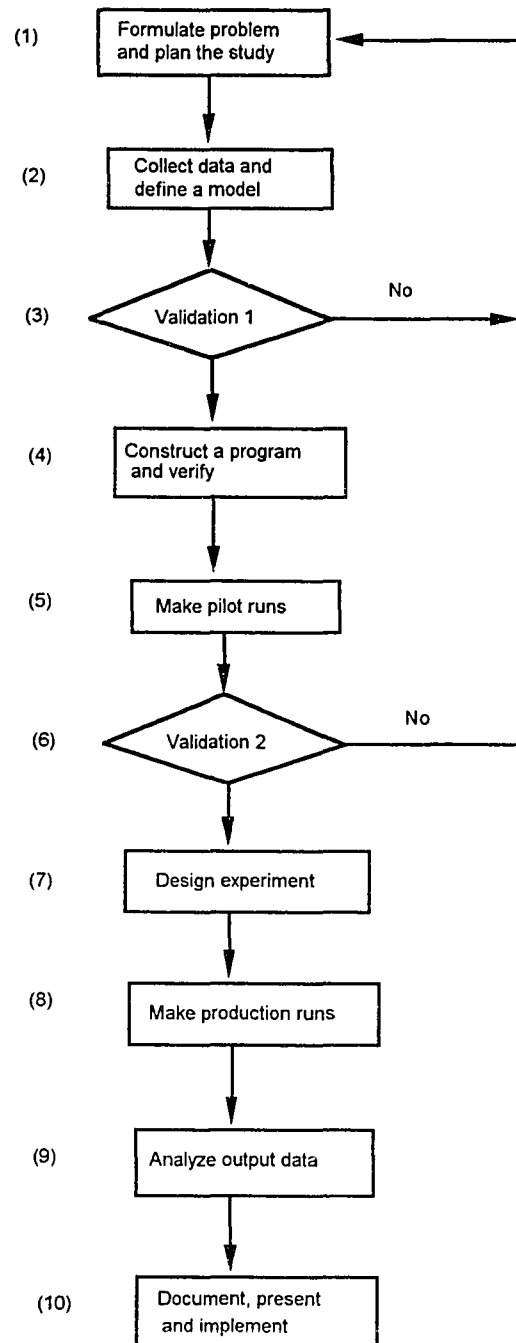 (1)
Formulate problem
and plan the study
(2)
Collect data and
define a model
(3)
Validation 1
No
(4)
Construct a program
and verify
(5)
Make pilot runs
(6)
Validation 2
No
(7)
Design experiment
(8)
Make production runs
(9)
Analyze output data
(10)
Document, present
and implement